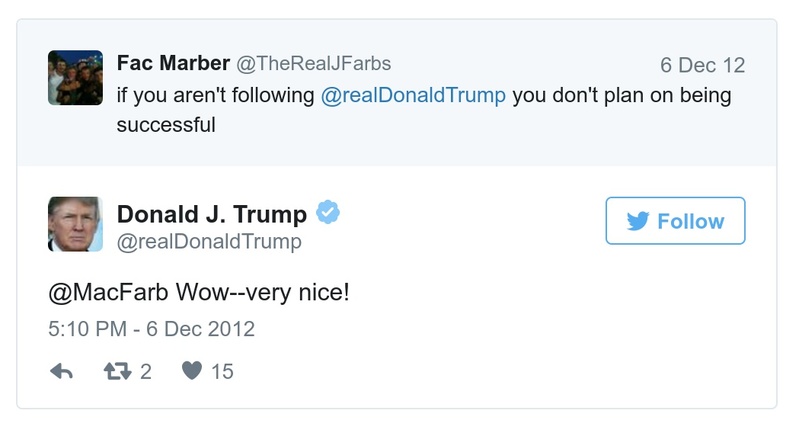 Fac Marber @TheRealJFarbs 6 Dec 12
if you aren't following @realDonaldTrump you don't plan on being
successful
Donald J. Trump
@realDonaldTrump
Follow
@MacFarb Wow--very nice!
5:10 PM - 6 Dec 2012
2 15